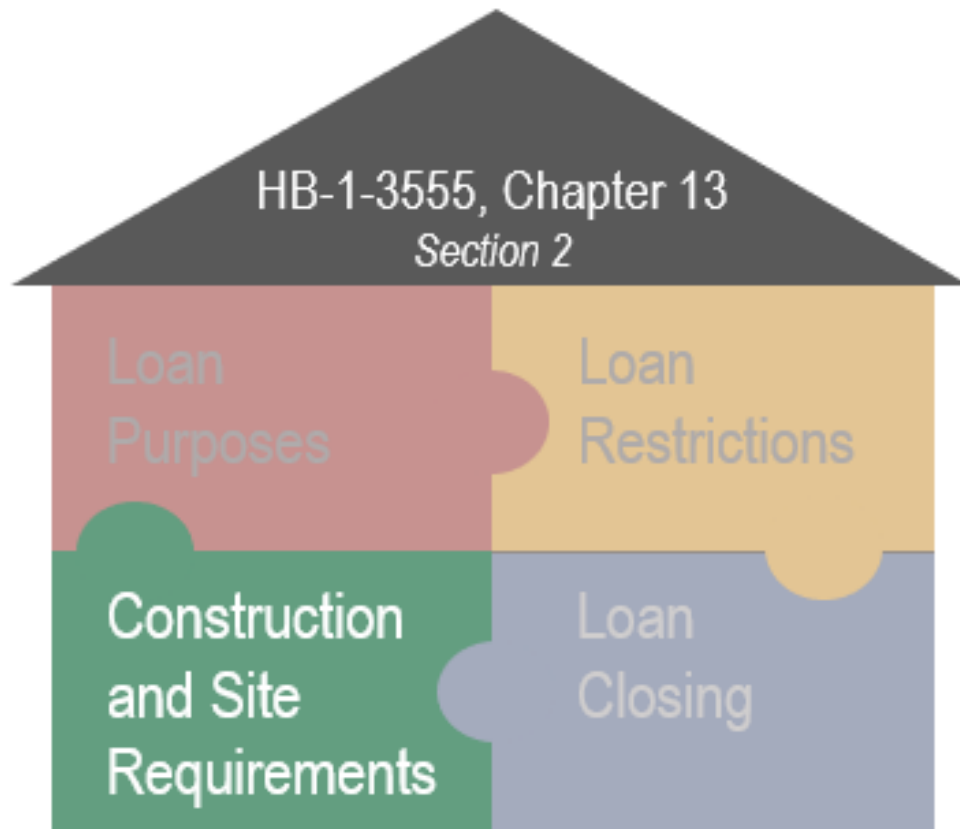 HB-1-3555, Chapter 13
Section 2
Loan
Purposes
Loan
Restrictions
Construction
and Site
Requirements
Loan
Closing